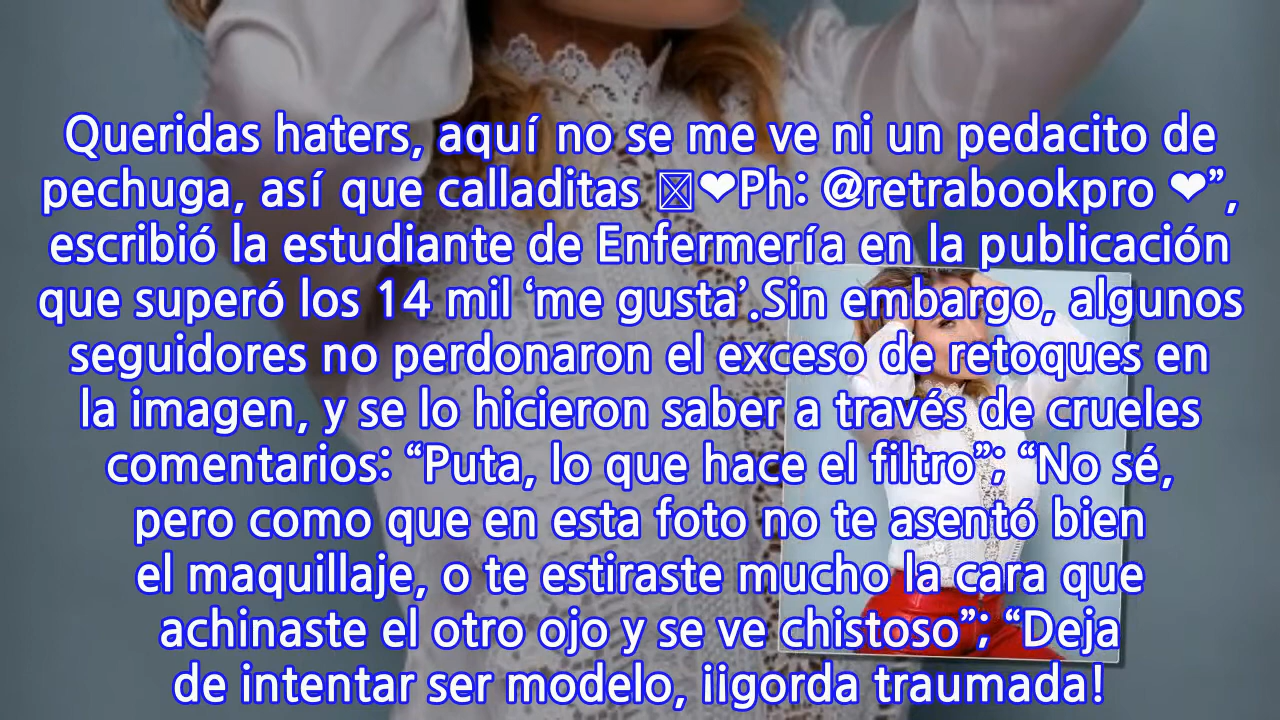 Queridas haters, aquí no se me ve ni un pedacito de
pechuga, así que calladitas ❤Ph: @retrabookpro ❤”,
escribió la estudiante de Enfermería en la publicación
que superó los 14 mil ‘me gusta’.Sin embargo, algunos
seguidores no perdonaron el exceso de retoques en
la imagen, y se lo hicieron saber a través de crueles
comentarios: “Puta, lo que hace el filtro”; “No sé,
pero como que en esta foto no te asentó bien
el maquillaje, o te estiraste mucho la cara que
achinaste el otro ojo y se ve chistoso”; “Deja
de intentar ser modelo, ¡¡gorda traumada!